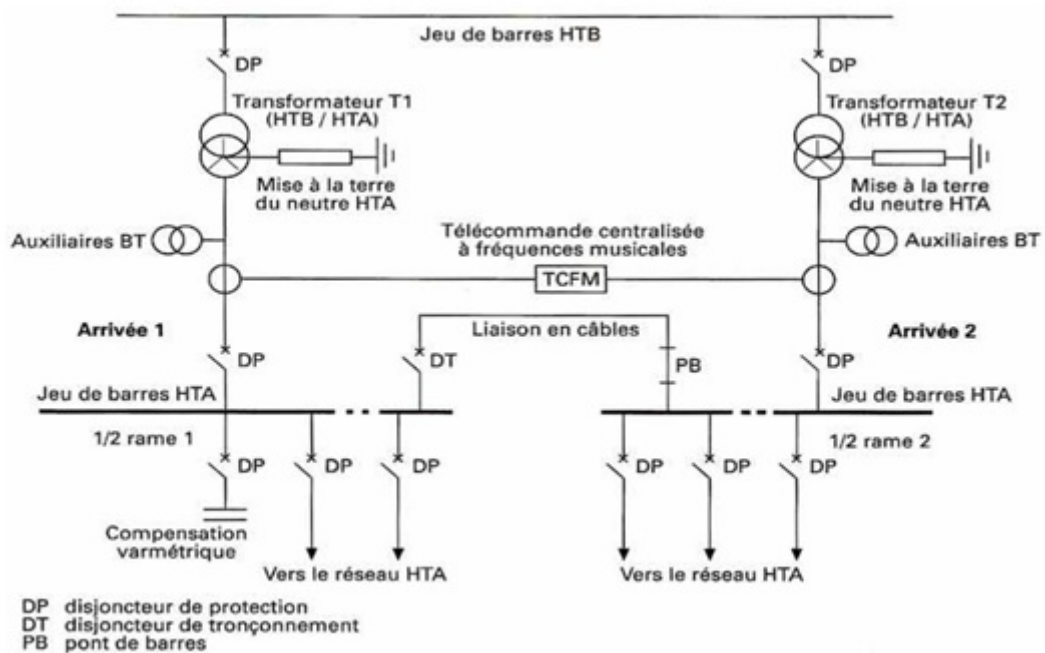 Jeu de barres HTB
DP
DP
Transformateur T1
(HTB / HTA)
Transformateur T2
(HTB / HTA)
Mise à la terre
du neutre HTA
Mise à la terre
du neutre HTA
Auxiliaires BT
Télécommande centralisée
à fréquences musicales
Auxiliaires BT
TCFM
Arrivée 1
Liaison en câbles
Arrivée 2
DP
DT
PB
DP
Jeu de barres HTA
Jeu de barres HTA
1/2 rame 1
1/2 rame 2
DP
DP
DP
DP
DP
DP
Compensation
varmétrique
Vers le réseau HTA
Vers le réseau HTA
DP disjoncteur de protection
DT disjoncteur de tronçonnement
PB pont de barres